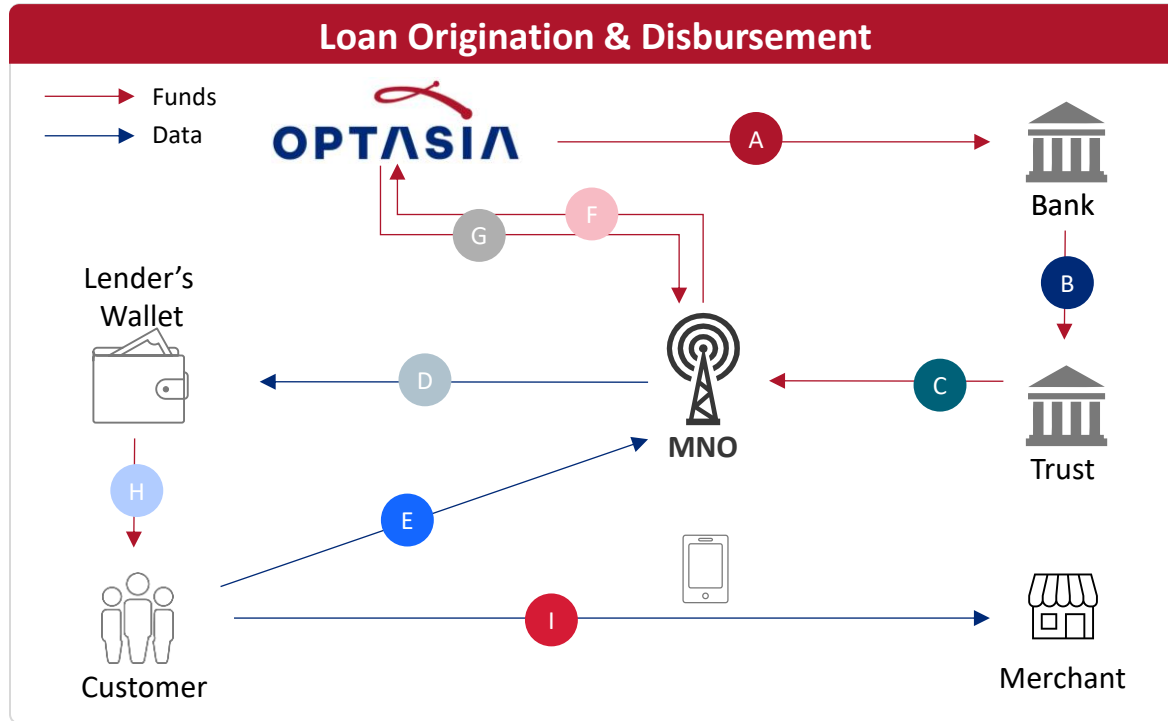 Loan Origination & Disbursement
Funds
Data
OPTASIA
A
Bank
F
G
B
Lender's
Wallet
D
C
MNO
Trust
H
E
I
Customer
Merchant